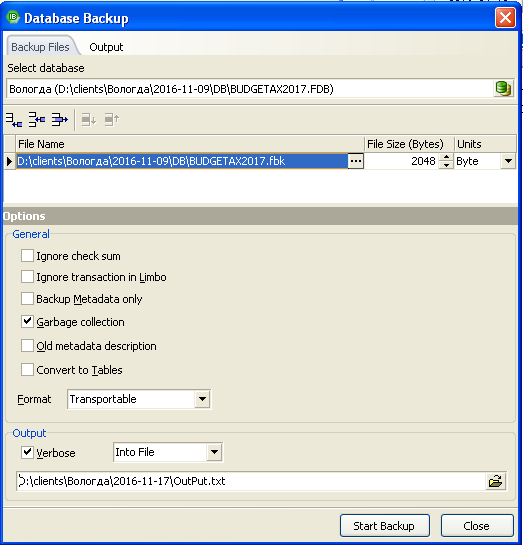 Database Backup
Backup Files Output
Select database
Вологда (D:\clients\Вологда\2016-11-09\DB\BUDGETAX2017.FDB)
File Name File Size (Bytes) Units
D:\clients\Вологда\2016-11-09\DB\BUDGETAX2017.fbk ... 2048 Byte
Options
General
Ignore check sum
Ignore transaction in Limbo
Backup Metadata only
Garbage collection
Old metadata description
Convert to Tables
Format Transportable
Output
Verbose Into File
D:\clients\Вологда\2016-11-17\OutPut.txt
Start Backup Close